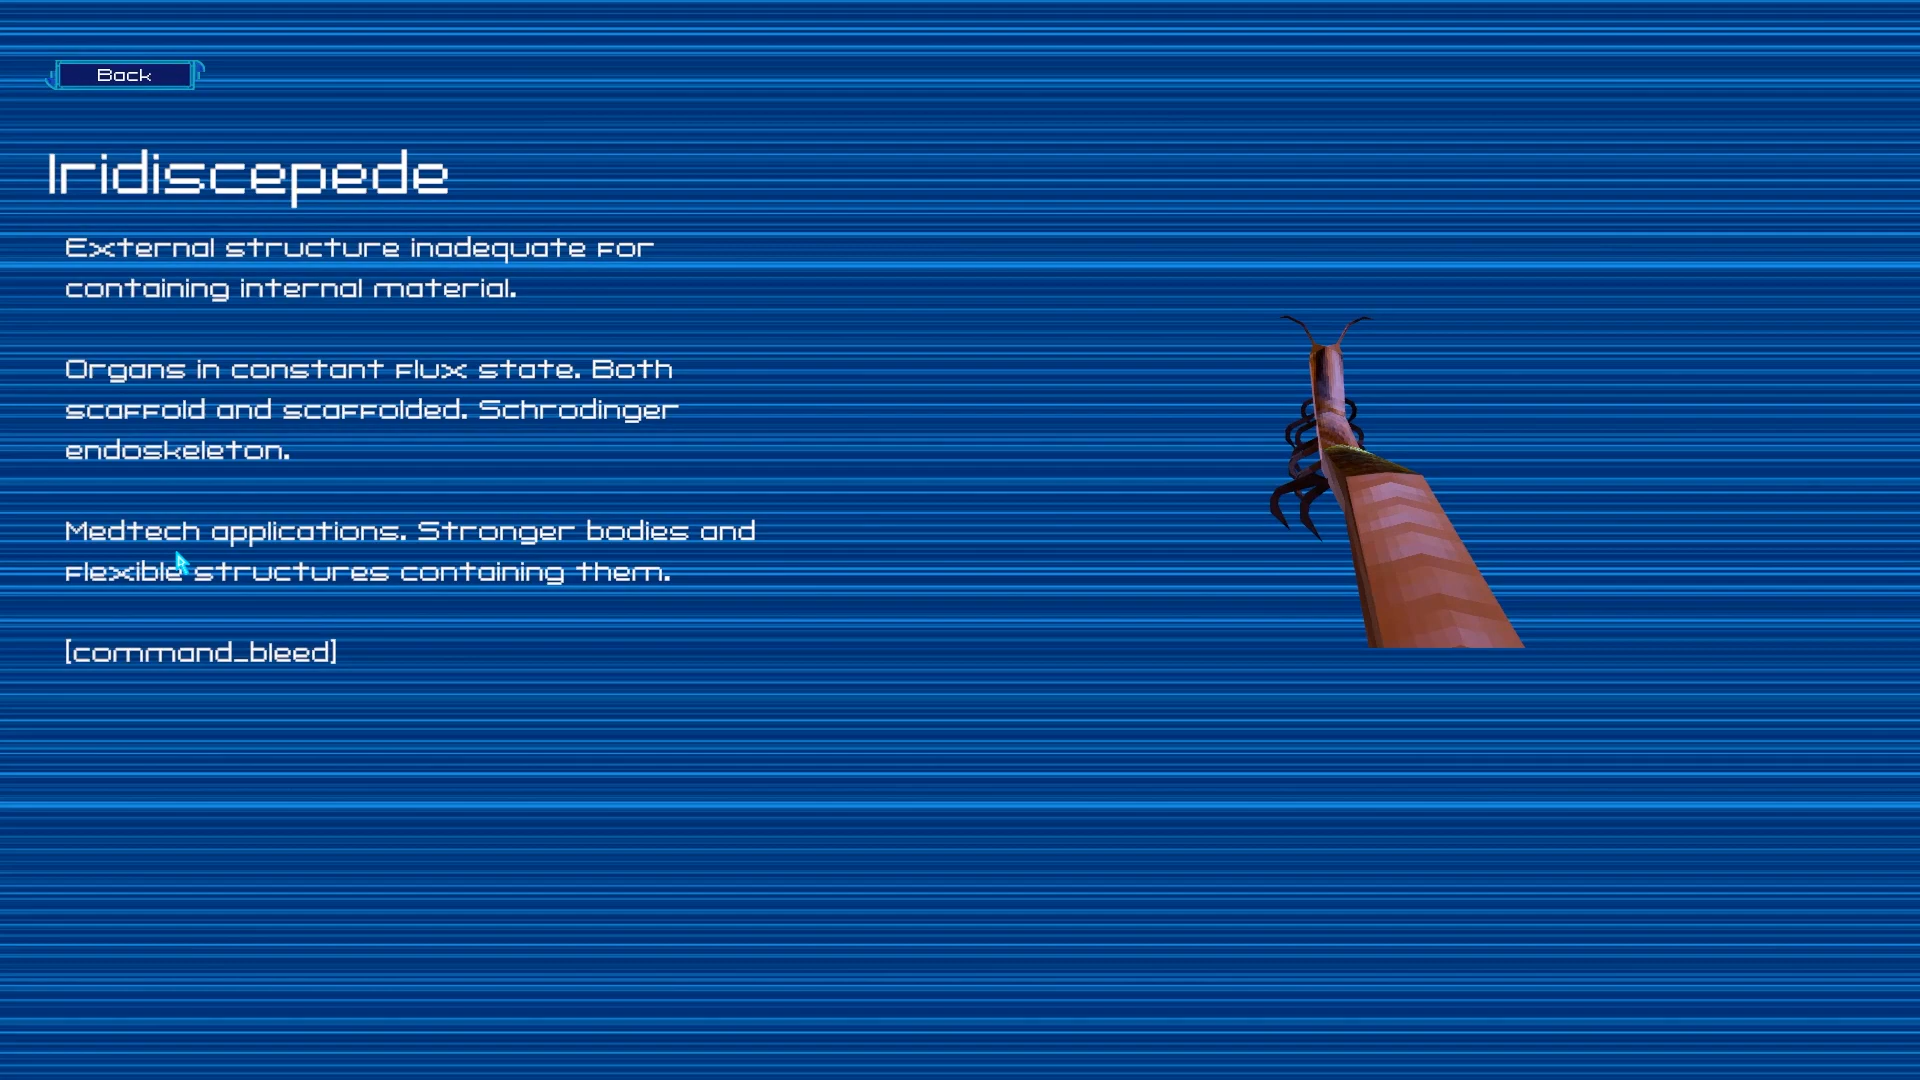 Back
Iridiscepede
External structure inadequate for
containing internal material.
Organs in constant flux state. Both
scaffold and scaffolded. Schrodinger
endoskeleton.
Medtech applications. Stronger bodies and
flexible structures containing them.
[command_bleed]